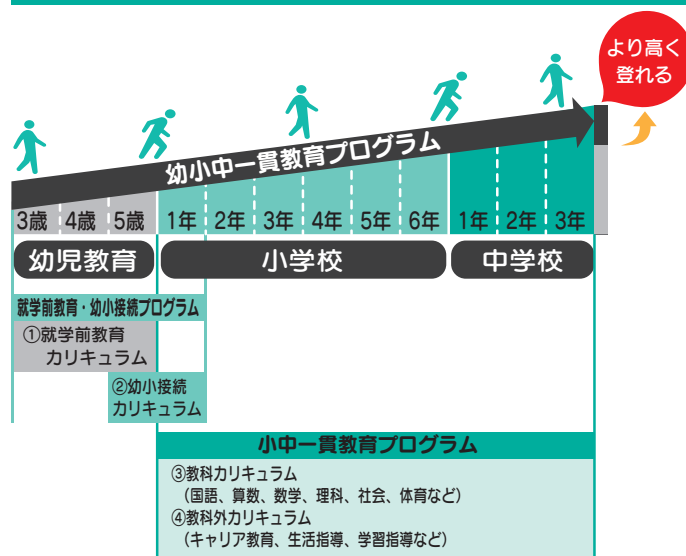 より高く
登れる
幼小中一貫教育プログラム
3歳 4歳 5歳 1年 2年 3年 4年 5年 6年 1年 2年 3年
幼児教育 小学校 中学校
就学前教育・幼小接続プログラム
①就学前教育
カリキュラム
②幼小接続
カリキュラム
小中一貫教育プログラム
③教科カリキュラム
（国語、算数、数学、理科、社会、体育など）
④教科外カリキュラム
（キャリア教育、生活指導、学習指導など）